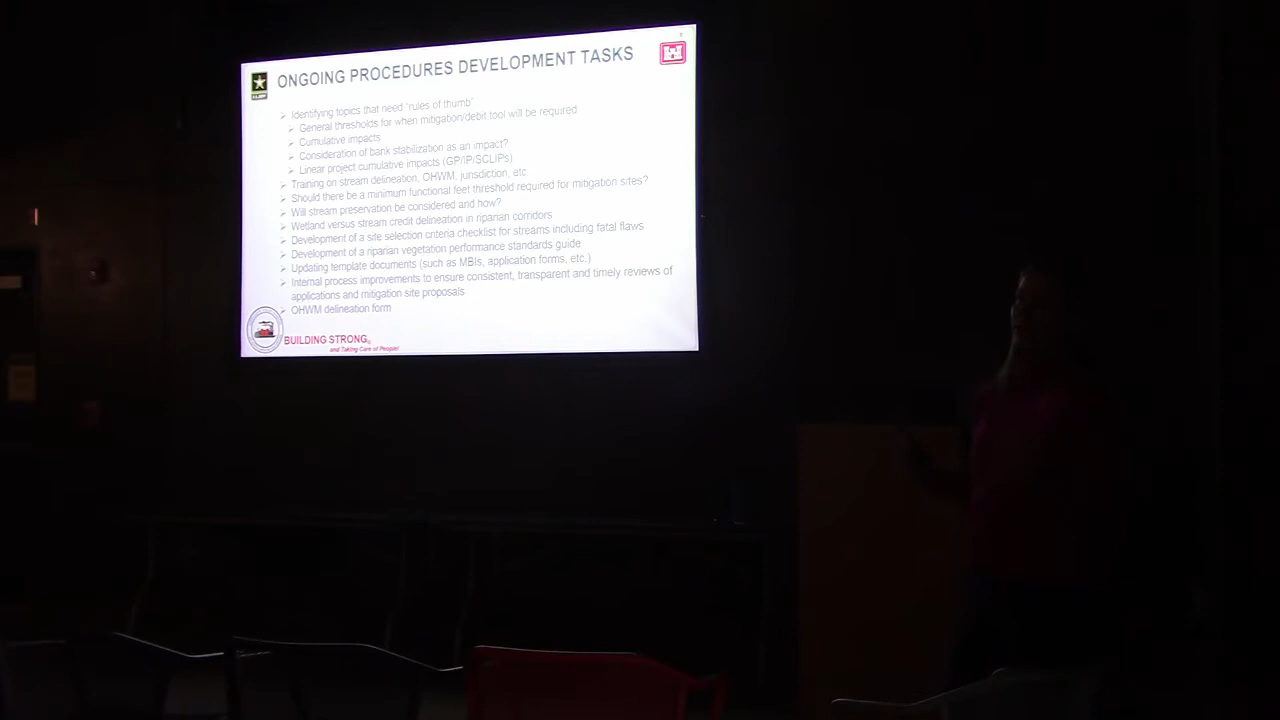 ONGOING PROCEDURES DEVELOPMENT TASKS
Identifying topics that need "rules of thumb"
General thresholds for when mitigation/debit tool will be required
Cumulative impacts
Consideration of bank stabilization as an impact?
Linear project cumulative impacts (GP/IP/SCLIPs)
Training on stream delineation, OHWM, jurisdiction, etc
Should there be a minimum functional feet threshold required for mitigation sites?
Will stream preservation be considered and how?
Wetland versus stream credit delineation in riparian corridors
Development of a site selection criteria checklist for streams including fatal flaws
Development of a riparian vegetation performance standards guide
Updating template documents (such as MBIs, application forms, etc.)
Internal process improvements to ensure consistent, transparent and timely reviews of
applications and mitigation site proposals
OHWM delineation form
BUILDING STRONG®
and Taking Care of People!